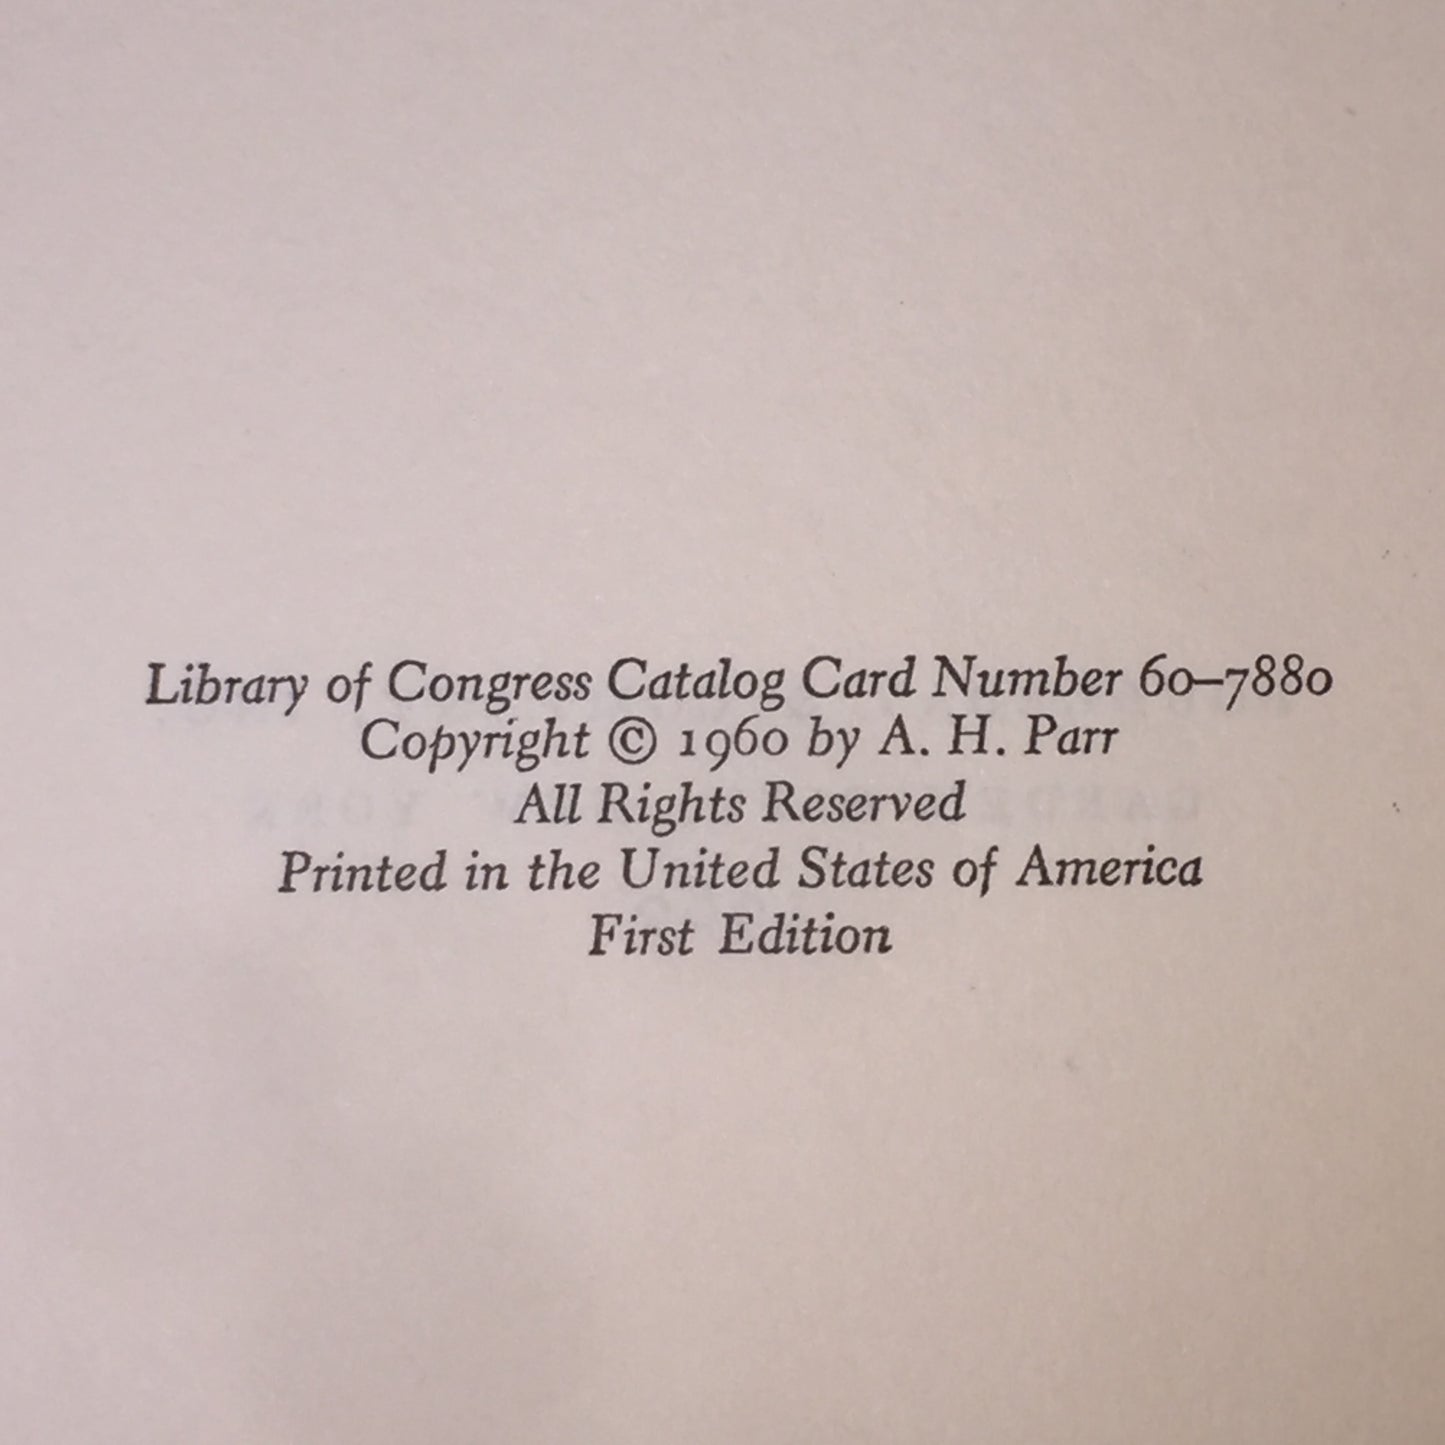 Library of Congress Catalog Card Number 60–7880
Copyright © 1960 by A. H. Parr
All Rights Reserved
Printed in the United States of America
First Edition